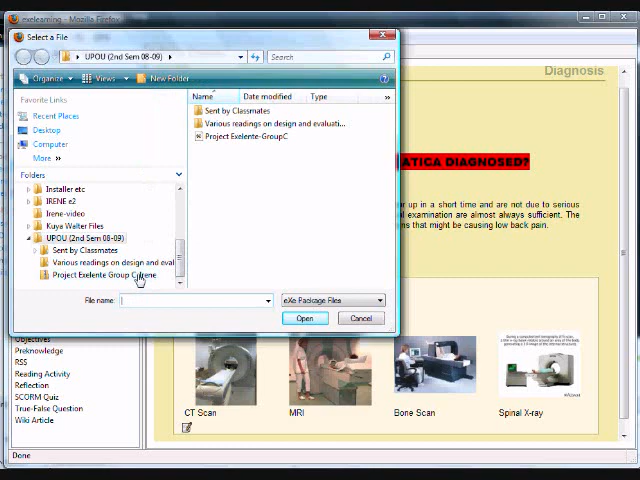 exelearning - Mozilla Firefox
Select a File
UPOU (2nd Sem 08-09)
Search
Organize
Views
New Folder
Favorite Links
Recent Places
Desktop
Computer
More »
Folders
Installer etc
IRENE e2
Irene-video
Kuya Walter Files
UPOU (2nd Sem 08-09)
Sent by Classmates
Various readings on design and eval
Project Exelente Group C
Name
Date modified
Type
»
Sent by Classmates
Various readings on design and evaluati...
Project Exelente-GroupC
File name:
eXe Package Files
Open
Cancel
Diagnosis
ATICA DIAGNOSED?
ar up in a short time and are not due to serious
l examination are almost always sufficient. The
ns that might be causing low back pain.
Objectives
Preknowledge
RSS
Reading Activity
Reflection
SCORM Quiz
True-False Question
Wiki Article
CT Scan
MRI
Bone Scan
Spinal X-ray
Done